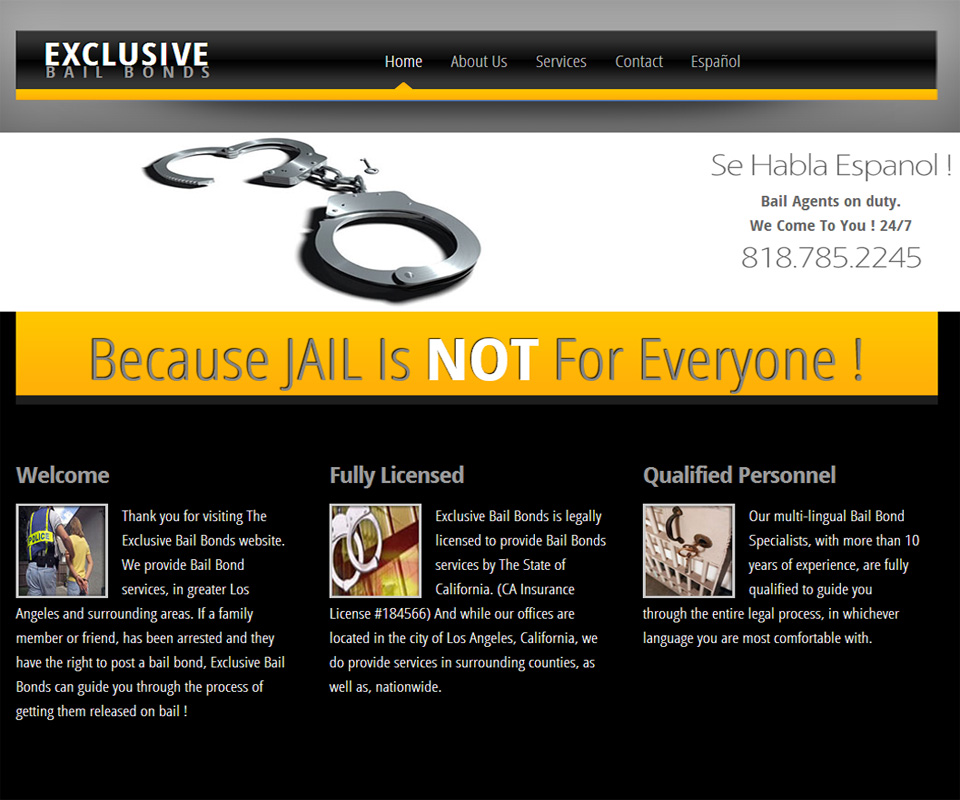 EXCLUSIVE
BAIL BONDS
Home About Us Services Contact Español
Se Habla Espanol !
Bail Agents on duty.
We Come To You ! 24/7
818.785.2245
Because JAIL Is NOT For Everyone !
Welcome
POLICE
Thank you for visiting The
Exclusive Bail Bonds website.
We provide Bail Bond
services, in greater Los
Angeles and surrounding areas. If a family
member or friend, has been arrested and they
have the right to post a bail bond, Exclusive Bail
Bonds can guide you through the process of
getting them released on bail !
Fully Licensed
Exclusive Bail Bonds is legally
licensed to provide Bail Bonds
services by The State of
California. (CA Insurance
License #184566) And while our offices are
located in the city of Los Angeles, California, we
do provide services in surrounding counties, as
well as, nationwide.
Qualified Personnel
Our multi-lingual Bail Bond
Specialists, with more than 10
years of experience, are fully
qualified to guide you
through the entire legal process, in whichever
language you are most comfortable with.